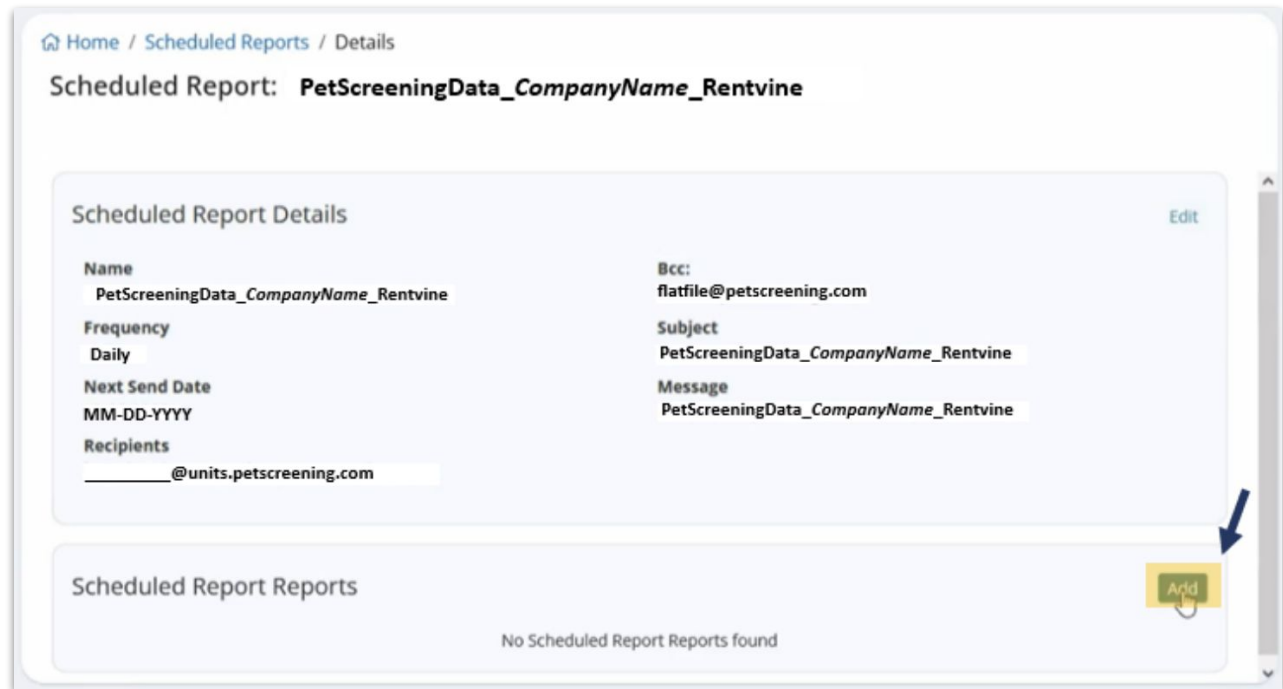 Home / Scheduled Reports / Details
Scheduled Report: PetScreeningData_CompanyName_Rentvine
Scheduled Report Details
Edit
Name
PetScreeningData_CompanyName_Rentvine
Frequency
Daily
Next Send Date
MM-DD-YYYY
Recipients
__________@units.petscreening.com
Bcc:
flatfile@petscreening.com
Subject
PetScreeningData_CompanyName_Rentvine
Message
PetScreeningData_CompanyName_Rentvine
Scheduled Report Reports
Add
No Scheduled Report Reports found